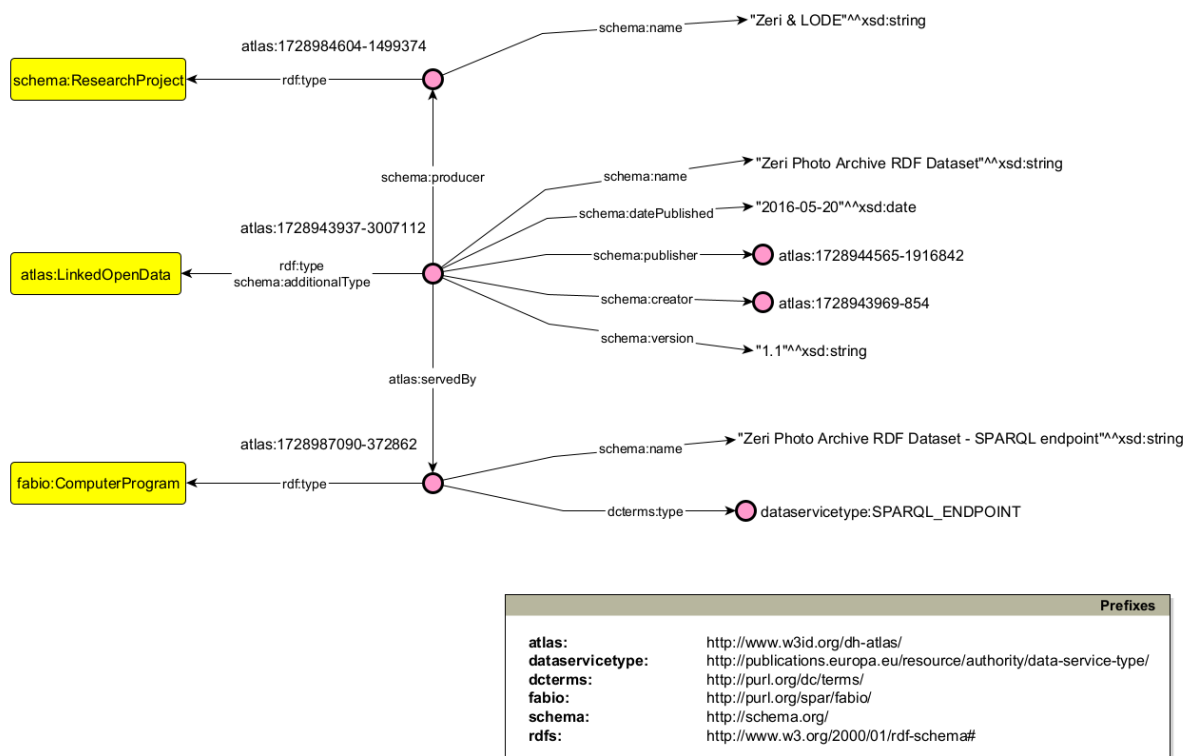 "Zeri & LODE"^^xsd:string
schema:name
atlas:1728984604-1499374
schema:ResearchProject
rdf:type
schema:producer
"Zeri Photo Archive RDF Dataset"^^xsd:string
schema:name
"2016-05-20"^^xsd:date
schema:datePublished
atlas:1728943937-3007112
schema:publisher
atlas:1728944565-1916842
atlas:LinkedOpenData
rdf:type
schema:additionalType
schema:creator
atlas:1728943969-854
schema:version
"1.1"^^xsd:string
atlas:servedBy
atlas:1728987090-372862
"Zeri Photo Archive RDF Dataset - SPARQL endpoint"^^xsd:string
schema:name
fabio:ComputerProgram
rdf:type
dcterms:type
dataservicetype:SPARQL_ENDPOINT
Prefixes
atlas: http://www.w3id.org/dh-atlas/
dataservicetype: http://publications.europa.eu/resource/authority/data-service-type/
dcterms: http://purl.org/dc/terms/
fabio: http://purl.org/spar/fabio/
schema: http://schema.org/
rdfs: http://www.w3.org/2000/01/rdf-schema#